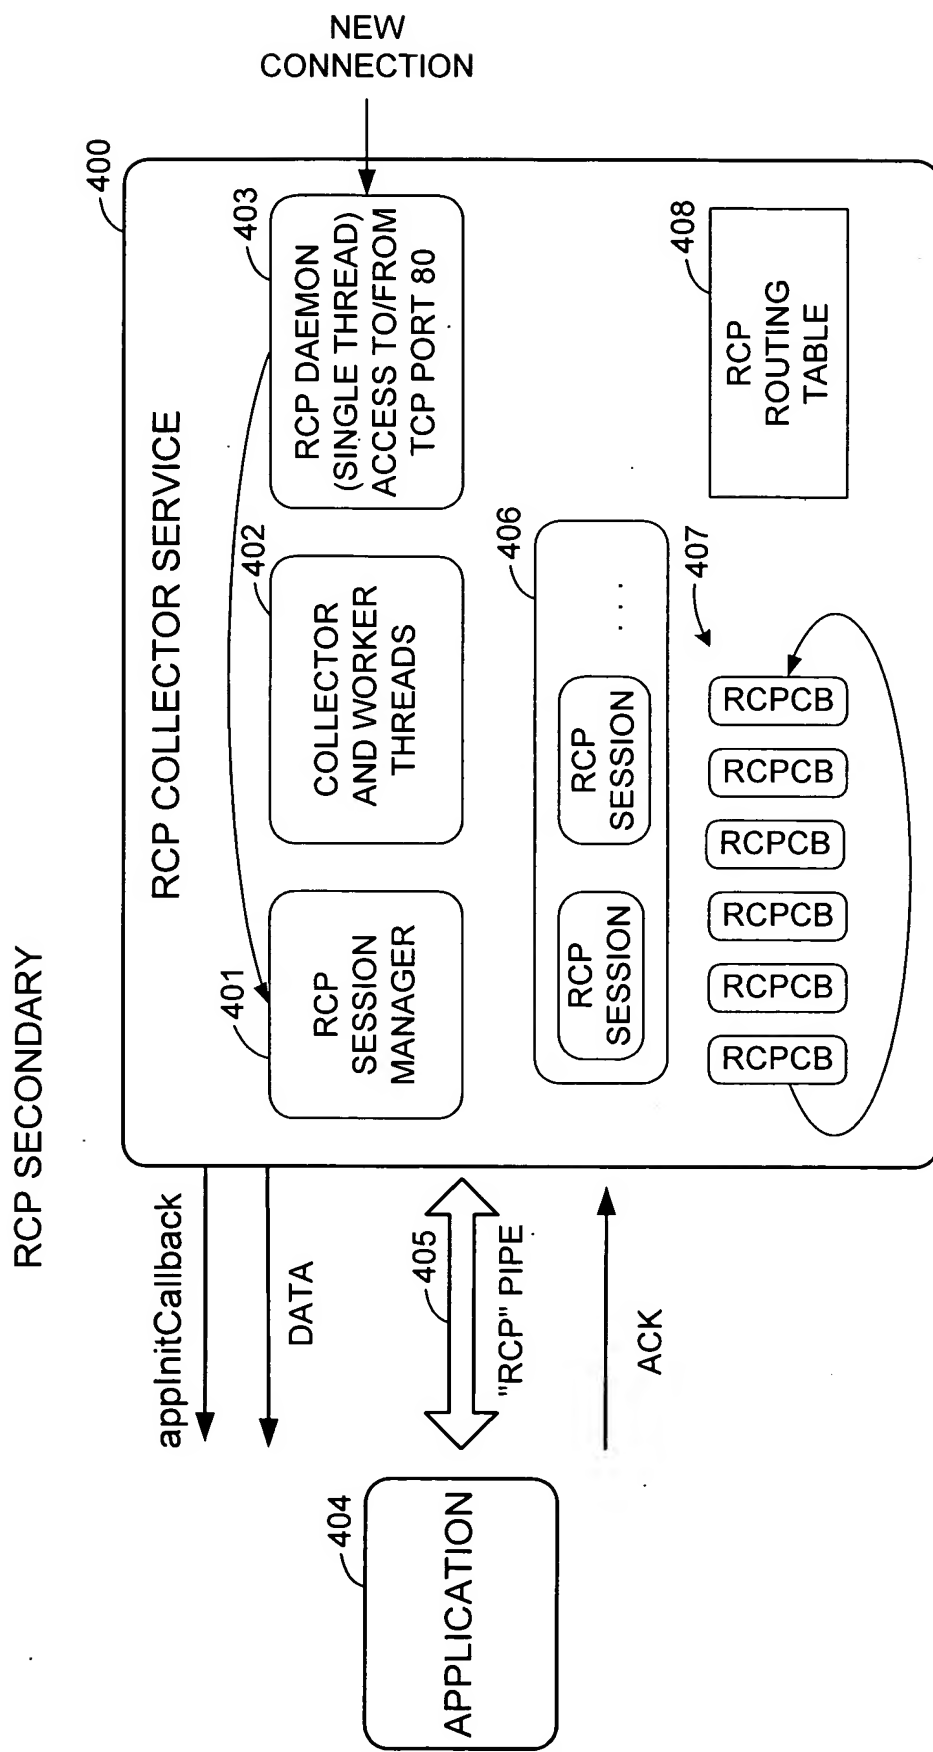 RCP SECONDARY
RCP COLLECTOR SERVICE
400
NEW
CONNECTION
appInitCallback
DATA
404
APPLICATION
405
"RCP" PIPE
ACK
401
RCP
SESSION
MANAGER
402
COLLECTOR
AND WORKER
THREADS
403
RCP DAEMON
(SINGLE THREAD)
ACCESS TO/FROM
TCP PORT 80
406
RCP
SESSION
RCP
SESSION
. . . .
407
RCPCB
RCPCB
RCPCB
RCPCB
RCPCB
RCPCB
408
RCP
ROUTING
TABLE